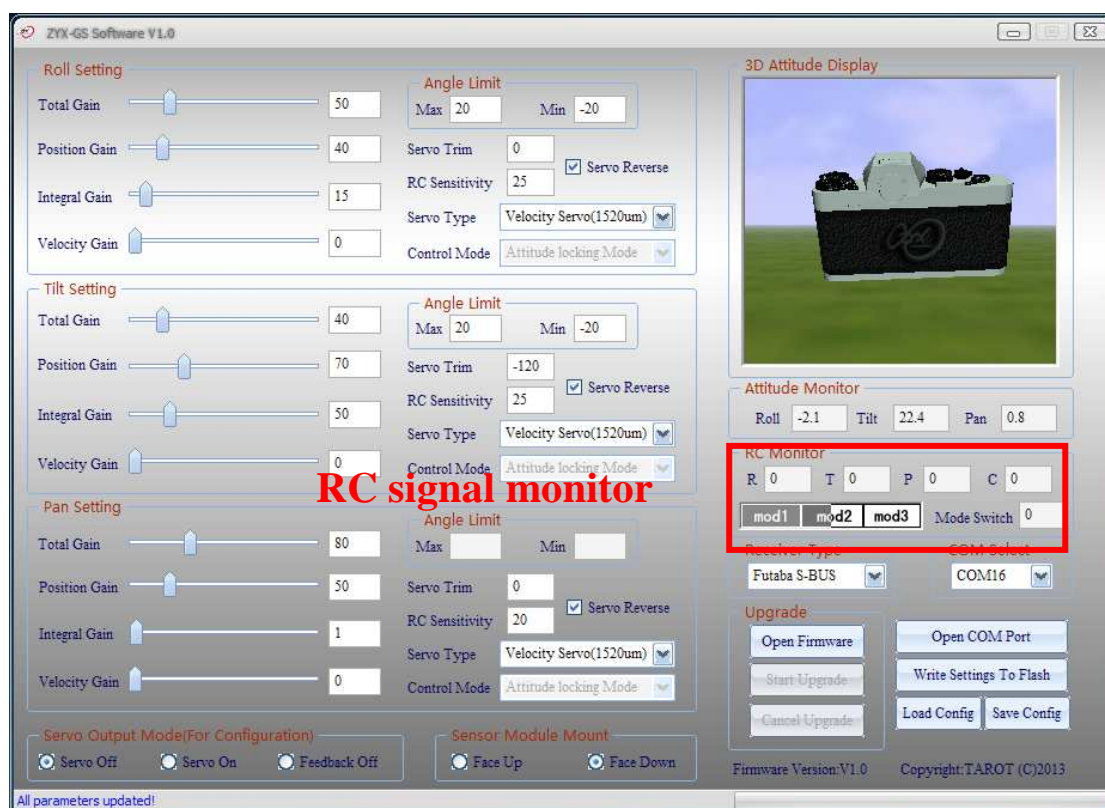 ZYX-GS Software V1.0
Roll Setting
Total Gain 50
Position Gain 40
Integral Gain 15
Velocity Gain 0
Angle Limit
Max 20 Min -20
Servo Trim 0
Servo Reverse
RC Sensitivity 25
Servo Type Velocity Servo(1520um)
Control Mode Attitude locking Mode
Tilt Setting
Total Gain 40
Position Gain 70
Integral Gain 50
Velocity Gain 0
Angle Limit
Max 20 Min -20
Servo Trim -120
Servo Reverse
RC Sensitivity 25
Servo Type Velocity Servo(1520um)
Control Mode Attitude locking Mode
RC signal monitor
Pan Setting
Total Gain 80
Position Gain 50
Integral Gain 1
Velocity Gain 0
Angle Limit
Max Min
Servo Trim 0
Servo Reverse
RC Sensitivity 20
Servo Type Velocity Servo(1520um)
Control Mode Attitude locking Mode
Servo Output Mode(For Configuration)
Servo Off Servo On Feedback Off
Sensor Module Mount
Face Up Face Down
3D Attitude Display
ZYX
Attitude Monitor
Roll -2.1 Tilt 22.4 Pan 0.8
RC Monitor
R 0 T 0 P 0 C 0
mod1 mod2 mod3 Mode Switch 0
Receiver Type
Futaba S-BUS
COM Select
COM16
Upgrade
Open Firmware
Start Upgrade
Cancel Upgrade
Open COM Port
Write Settings To Flash
Load Config Save Config
Firmware Version:V1.0 Copyright:TAROT (C)2013
All parameters updated!